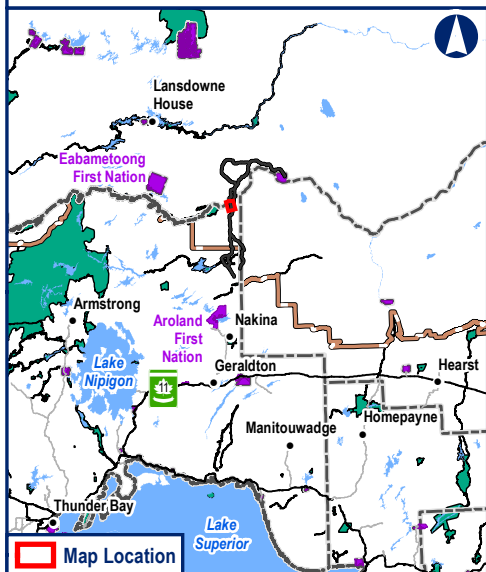 Lansdowne
House
Eabametoong
First Nation
Armstrong
Aroland
First
Nation
Nakina
Lake
Nipigon
Geraldton
Hearst
11
Manitouwadge
Homepayne
Thunder Bay
Lake
Superior
Map Location